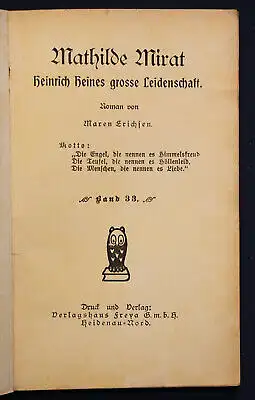 Mathilde Mirat
Heinrich Heines grosse Leidenschaft.
Roman von
Maren Erichsen.
Motto:
„Die Engel, die nennen es Himmelsfreud
Die Teufel, die nennen es Höllenleid,
Die Menschen, die nennen es Liebe.“
Band 33.
Druck und Verlag:
Verlagshaus Freya G. m. b. H.
Heidenau-Nord.